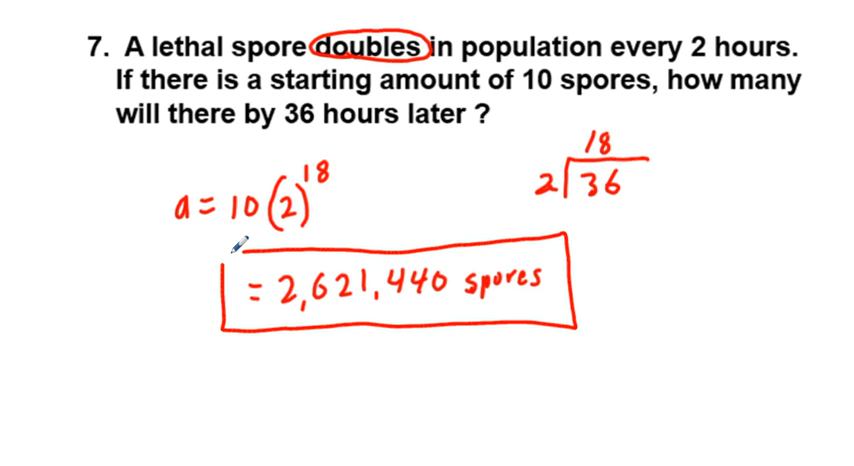 7. A lethal spore doubles in population every 2 hours.
If there is a starting amount of 10 spores, how many
will there by 36 hours later ?
18
2 36
a = 10 (2)^18
= 2,621,440 spores